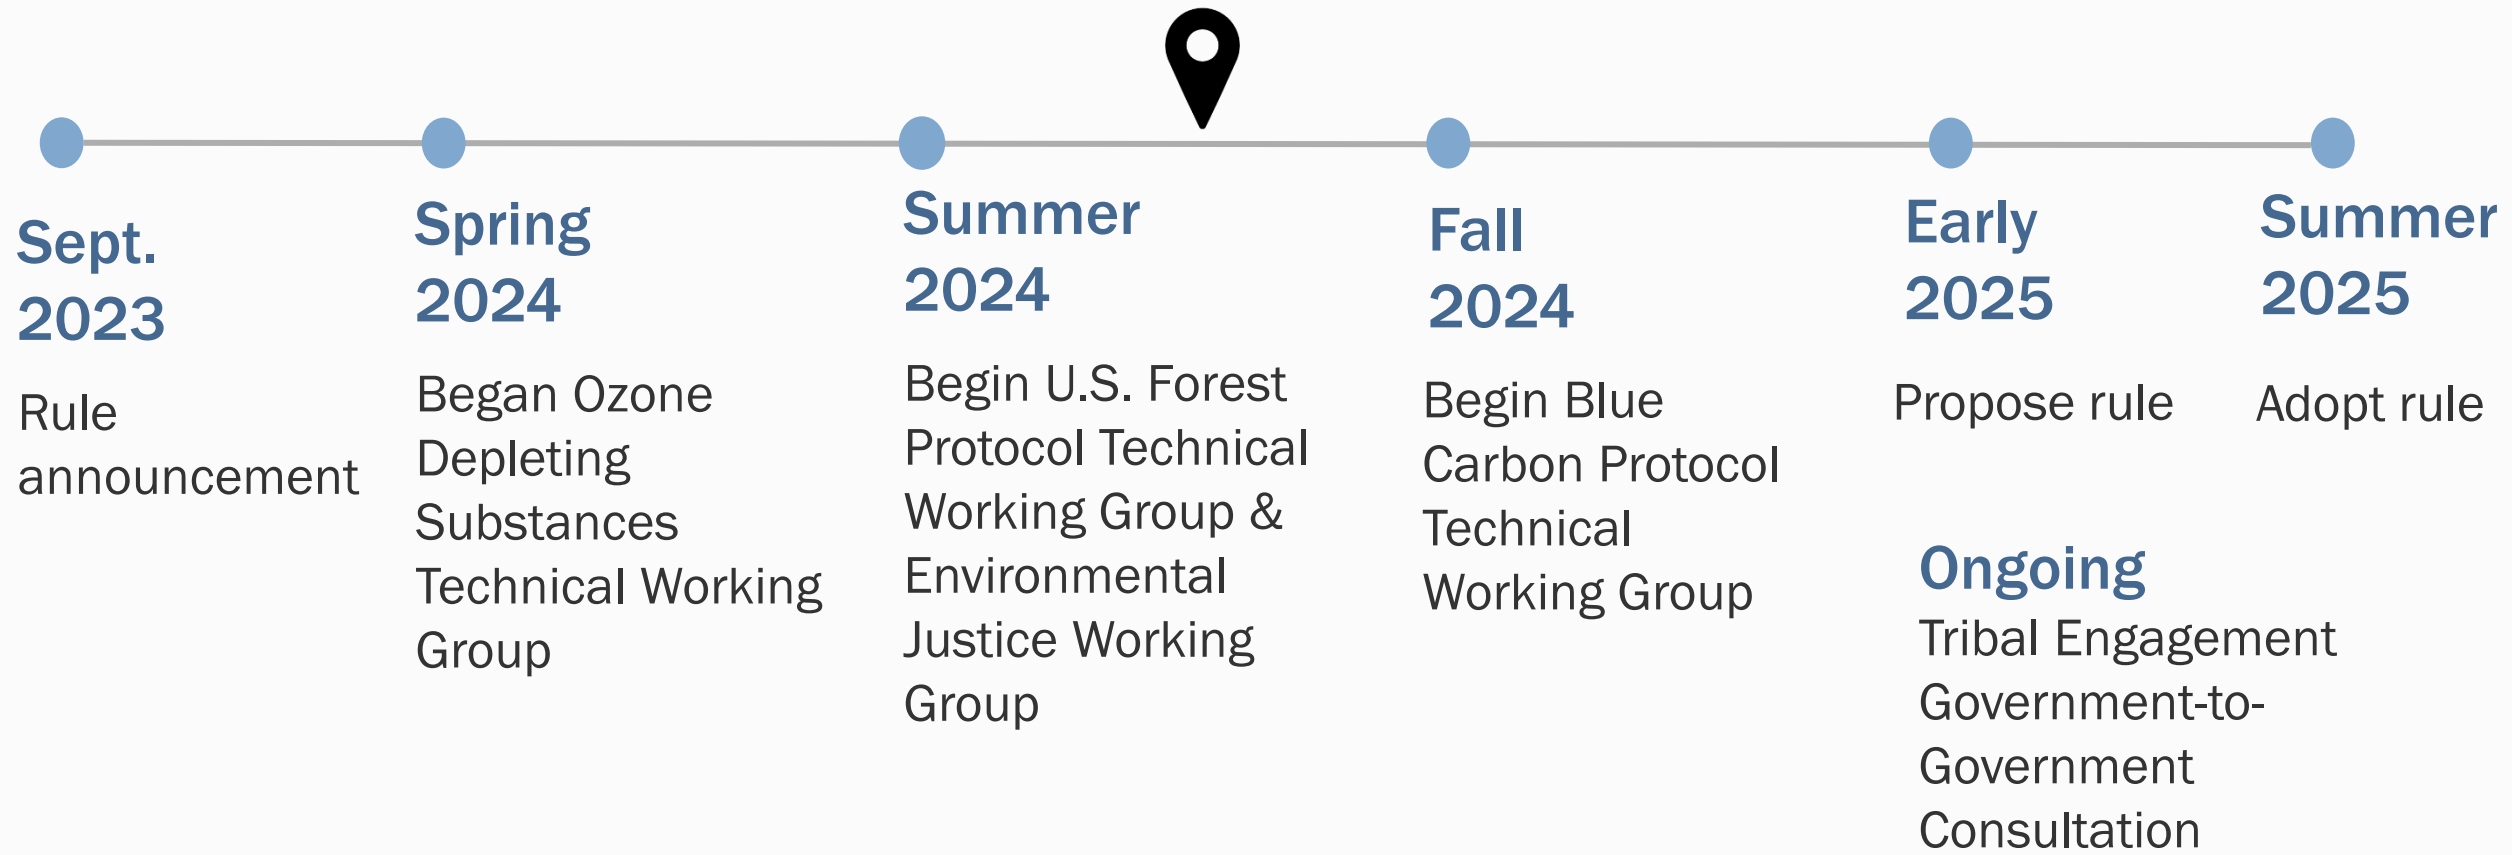 Sept.
2023
Rule
announcement
Spring
2024
Began Ozone
Depleting
Substances
Technical Working
Group
Summer
2024
Begin U.S. Forest
Protocol Technical
Working Group &
Environmental
Justice Working
Group
Fall
2024
Begin Blue
Carbon Protocol
Technical
Working Group
Early
2025
Propose rule
Summer
2025
Adopt rule
Ongoing
Tribal Engagement
Government-to-
Government
Consultation